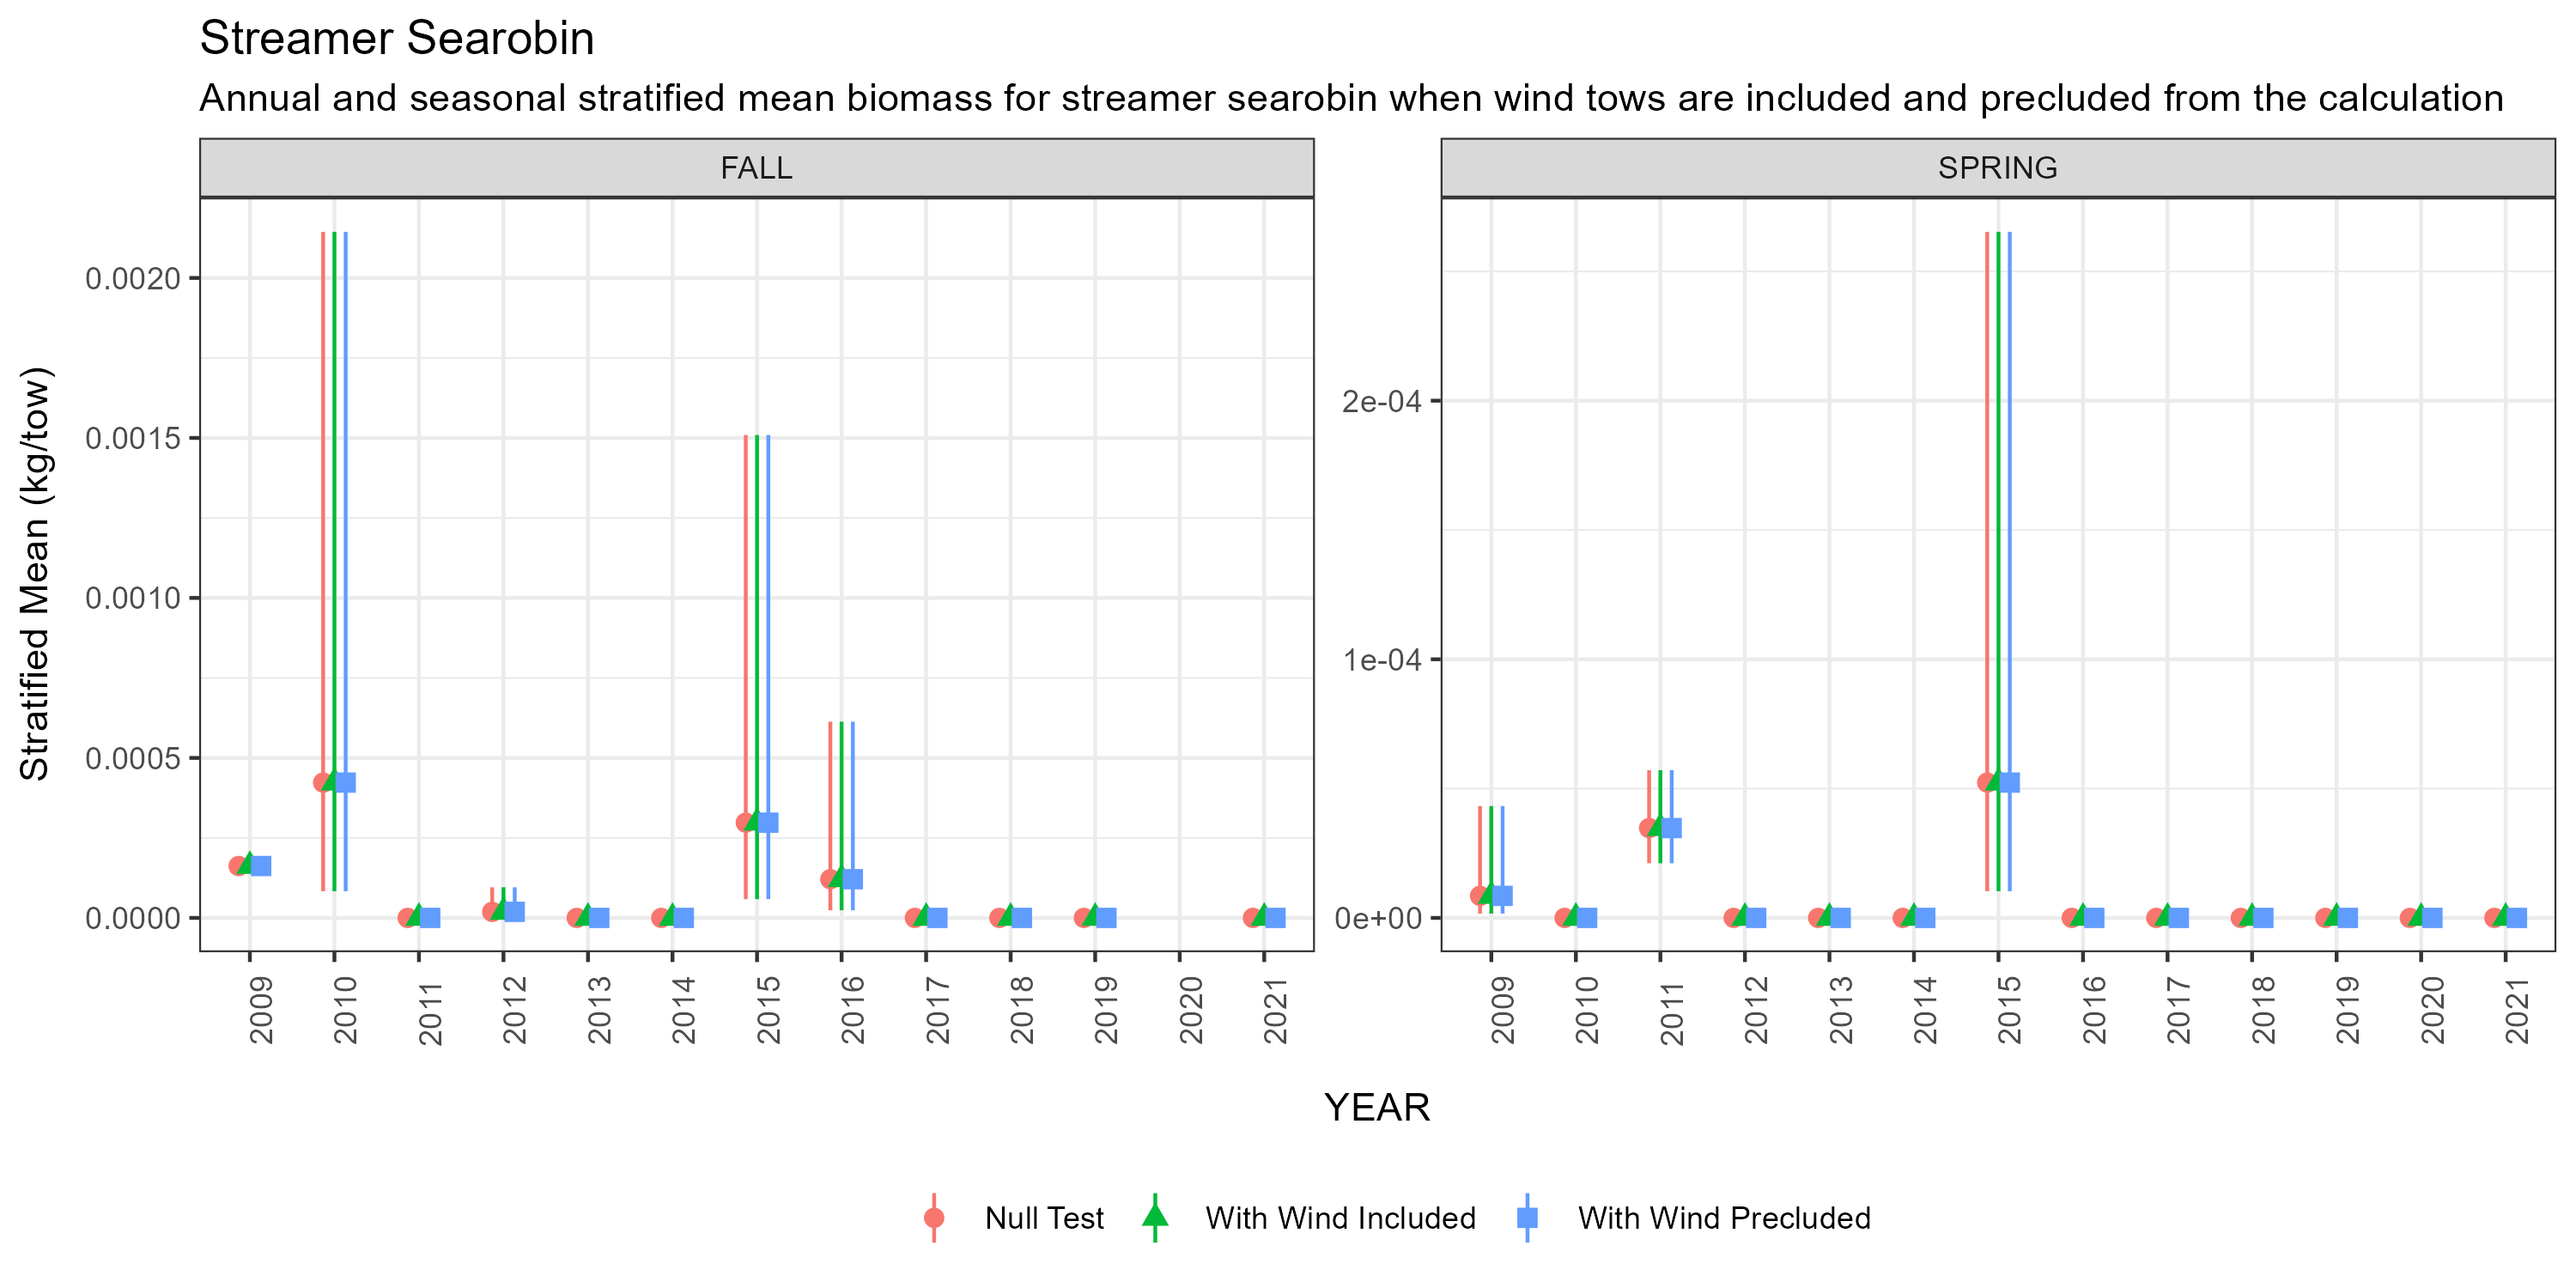 Streamer Searobin
Annual and seasonal stratified mean biomass for streamer searobin when wind tows are included and precluded from the calculation
FALL
SPRING
Stratified Mean (kg/tow)
0.0020
0.0015
0.0010
0.0005
0.0000
2e-04
1e-04
0e+00
2009
2010
2011
2012
2013
2014
2015
2016
2017
2018
2019
2020
2021
2009
2010
2011
2012
2013
2014
2015
2016
2017
2018
2019
2020
2021
YEAR
Null Test
With Wind Included
With Wind Precluded